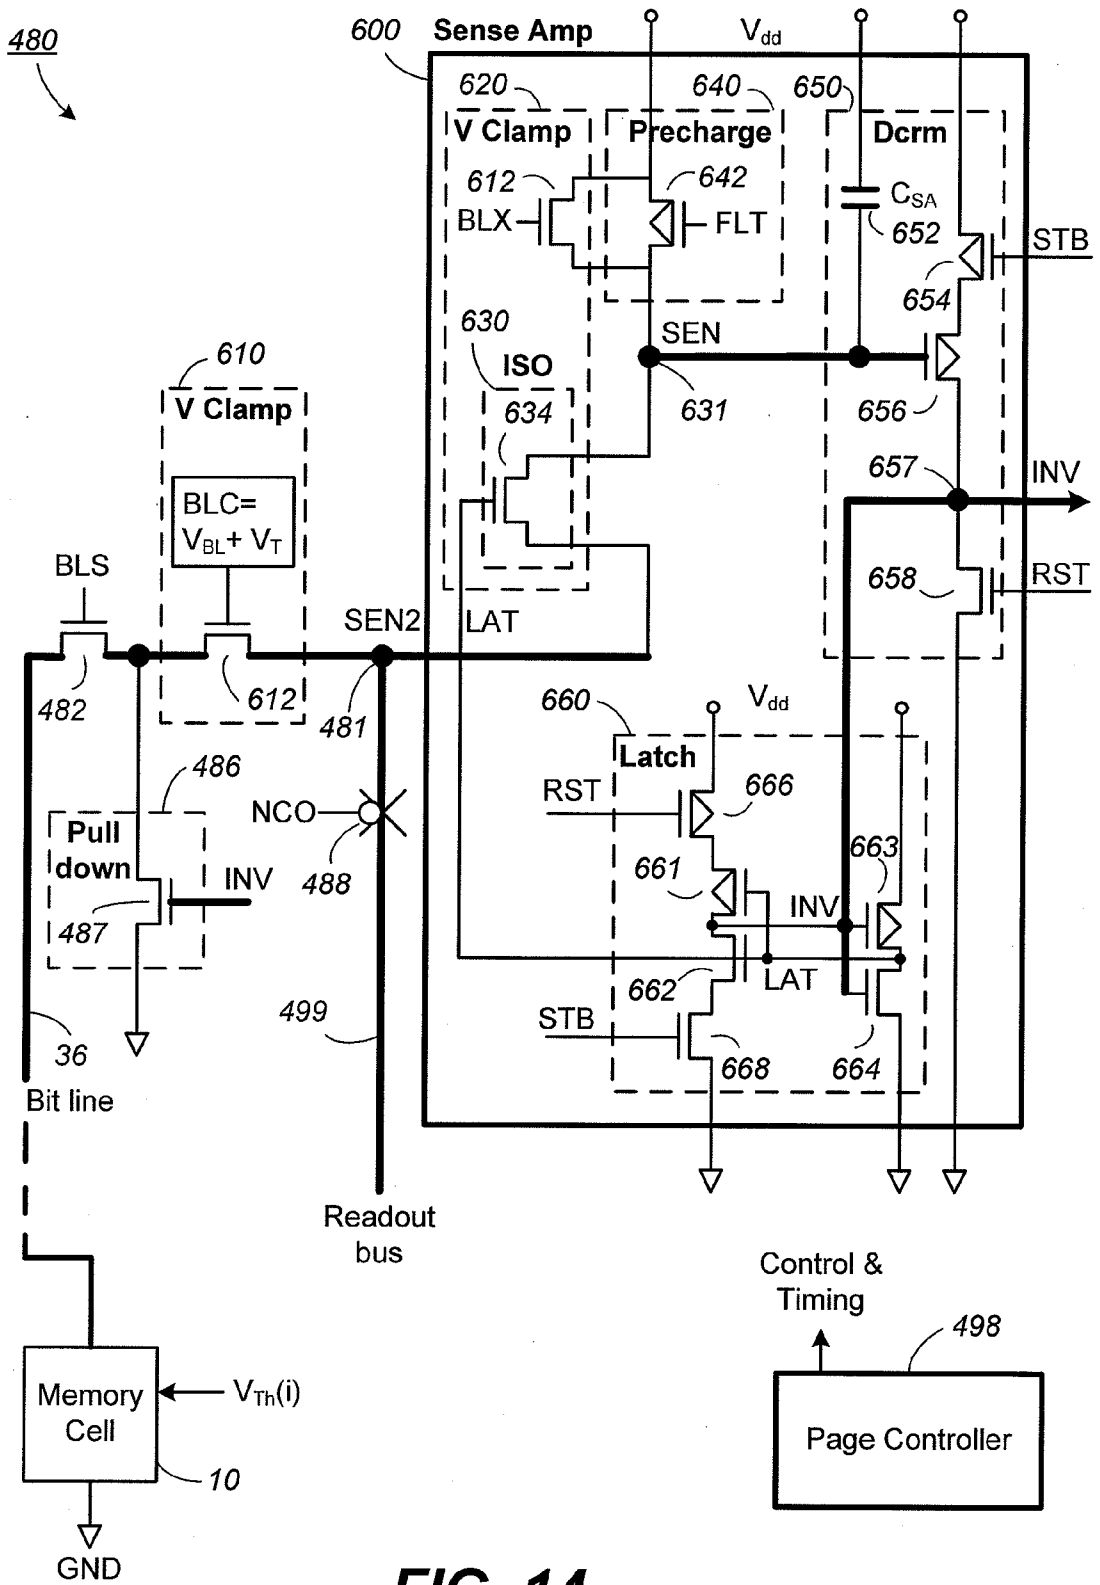 480
600
Sense Amp
Vdd
620
640
650
V Clamp
Precharge
Dcrm
612
642
BLX
FLT
CSA
652
STB
654
630
SEN
ISO
610
V Clamp
634
631
656
657
INV
BLC=
VBL+ VT
BLS
658
RST
SEN2
LAT
482
612
481
660
Vdd
Latch
486
RST
666
NCO
Pull
down
663
661
INV
488
INV
487
662
LAT
499
STB
36
668
664
Bit line
Readout
bus
Control &
Timing
498
Memory
Cell
VTh(i)
Page Controller
10
GND
FIG. 14